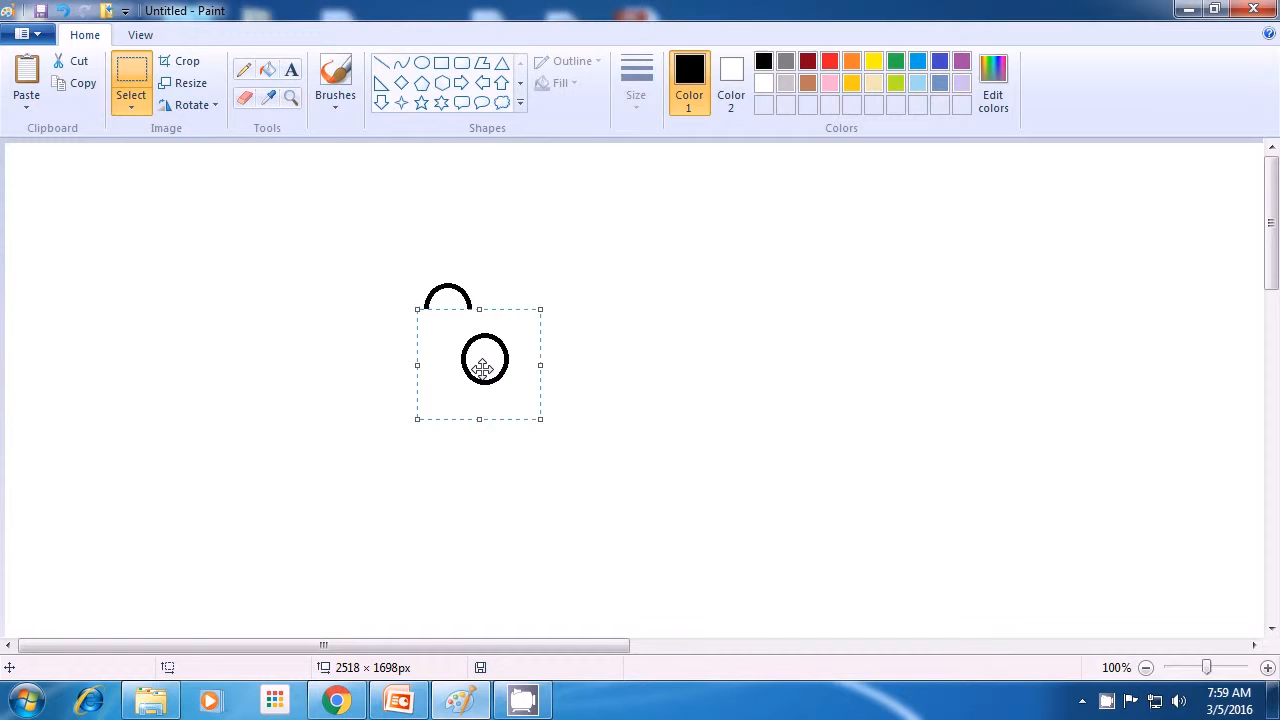 Untitled - Paint
Home View
Paste
Cut
Copy
Clipboard
Select
Crop
Resize
Rotate
Image
A
Tools
Brushes
Shapes
Outline
Fill
Size
Color 1
Color 2
Edit colors
Colors
2518 × 1698px
100%
7:59 AM
3/5/2016